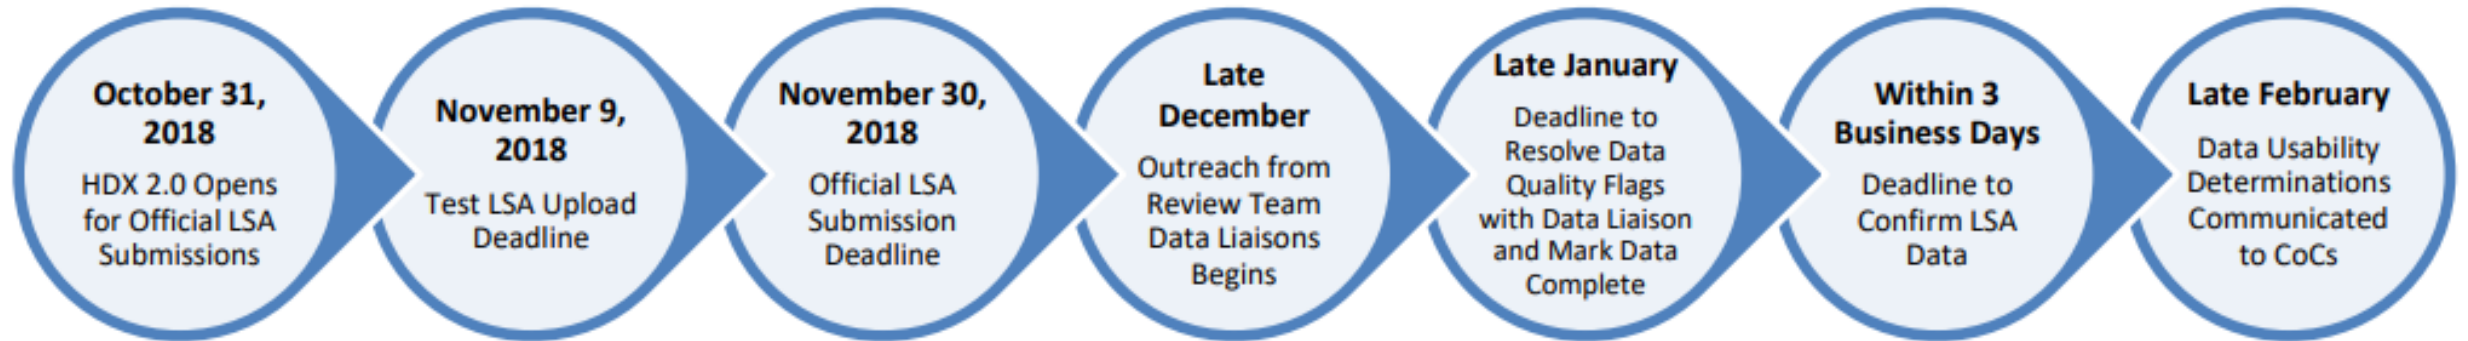 October 31,
2018
HDX 2.0 Opens
for Official LSA
Submissions
November 9,
2018
Test LSA Upload
Deadline
November 30,
2018
Official LSA
Submission
Deadline
Late
December
Outreach from
Review Team
Data Liaisons
Begins
Late January
Deadline to
Resolve Data
Quality Flags
with Data Liaison
and Mark Data
Complete
Within 3
Business Days
Deadline to
Confirm LSA
Data
Late February
Data Usability
Determinations
Communicated
to CoCs